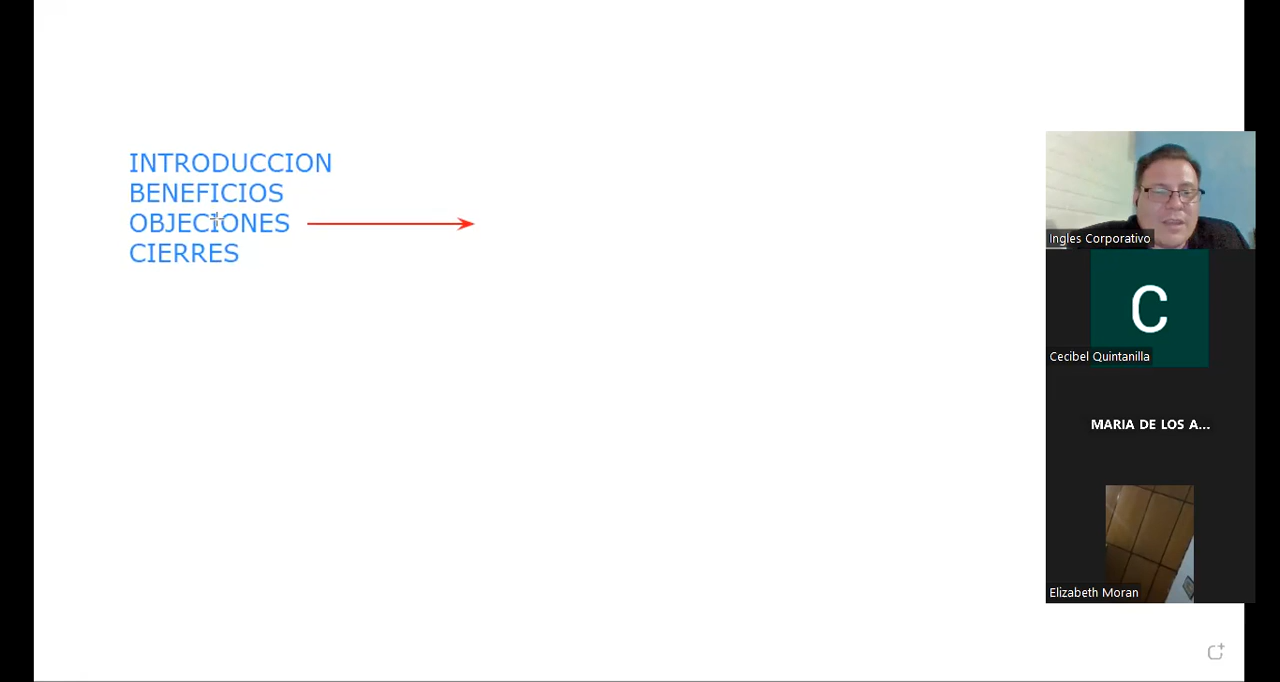 INTRODUCCION
BENEFICIOS
OBJECIONES
CIERRES
Ingles Corporativo
C
Cecibel Quintanilla
MARIA DE LOS A...
Elizabeth Moran